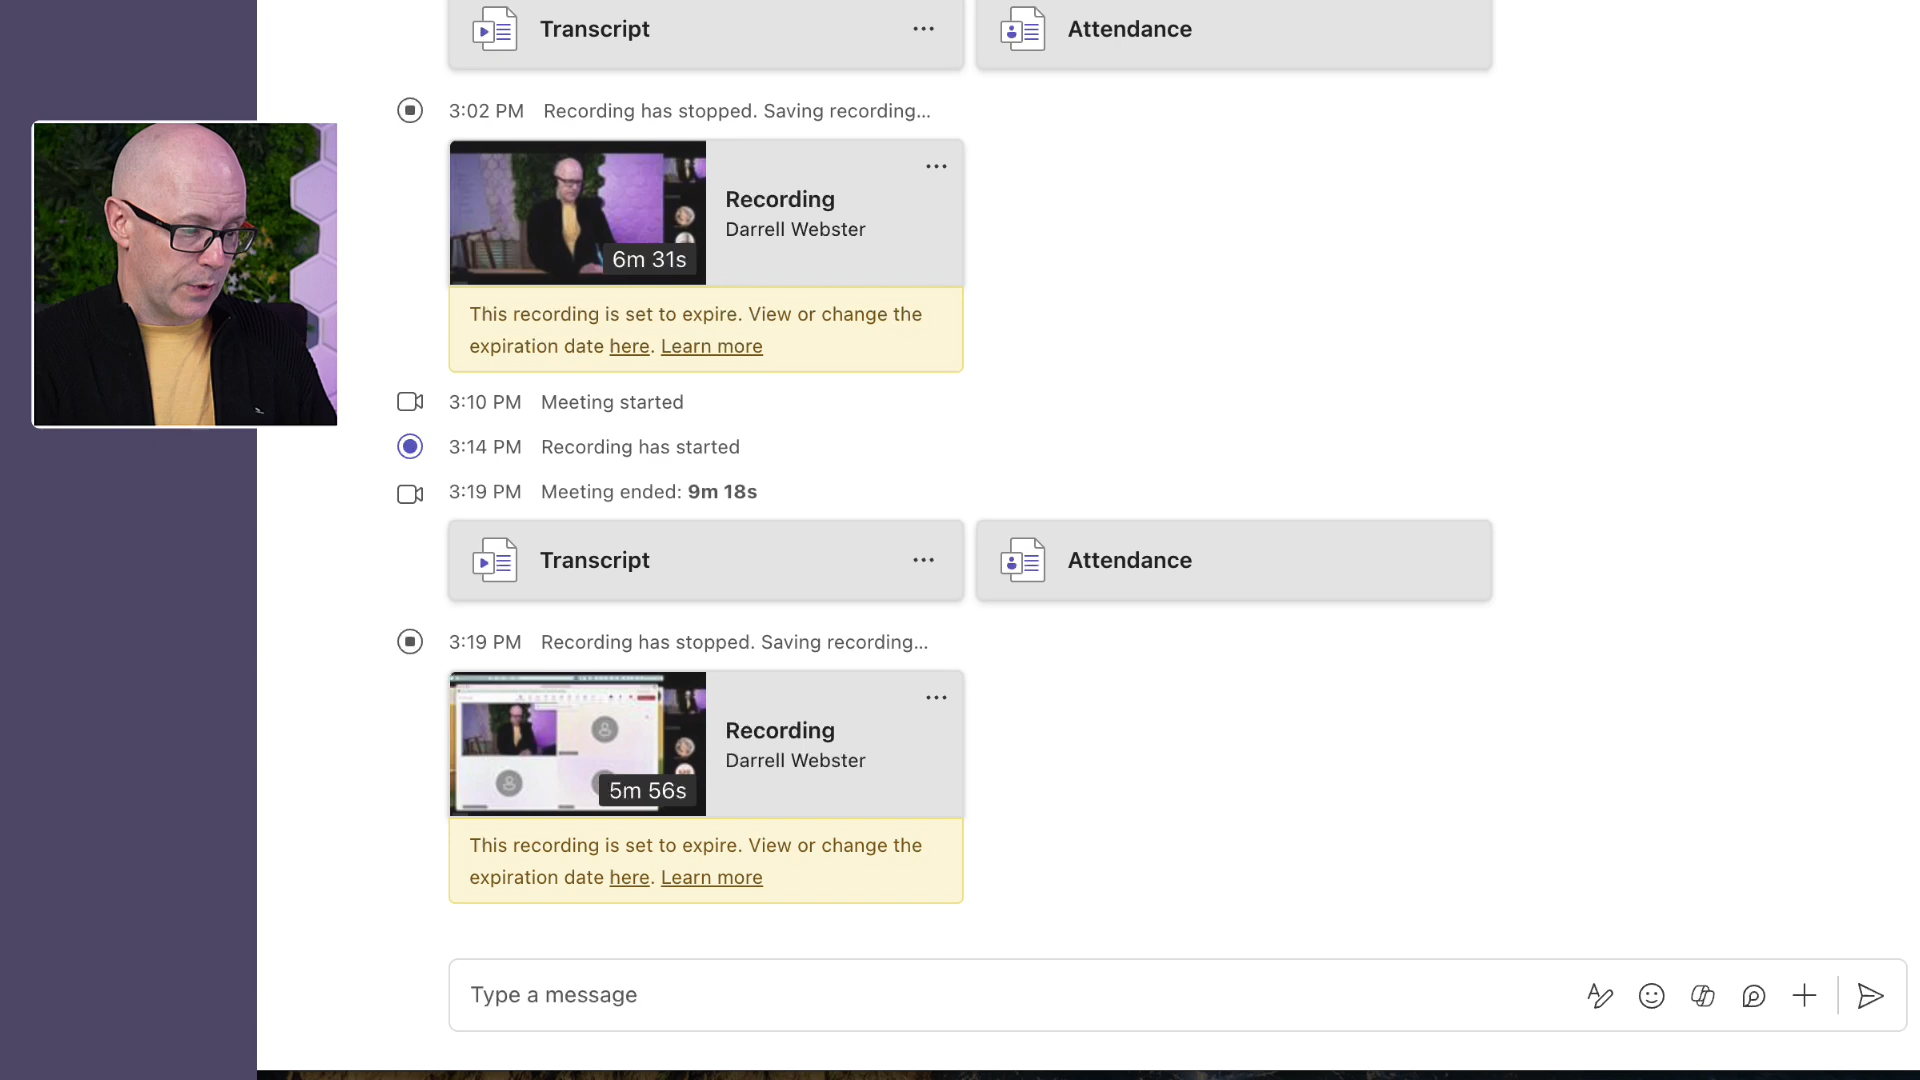 Transcript
Attendance
3:02 PM Recording has stopped. Saving recording...
6m 31s
Recording
Darrell Webster
This recording is set to expire. View or change the
expiration date here. Learn more
3:10 PM Meeting started
3:14 PM Recording has started
3:19 PM Meeting ended: 9m 18s
Transcript
Attendance
3:19 PM Recording has stopped. Saving recording...
5m 56s
Recording
Darrell Webster
This recording is set to expire. View or change the
expiration date here. Learn more
Type a message